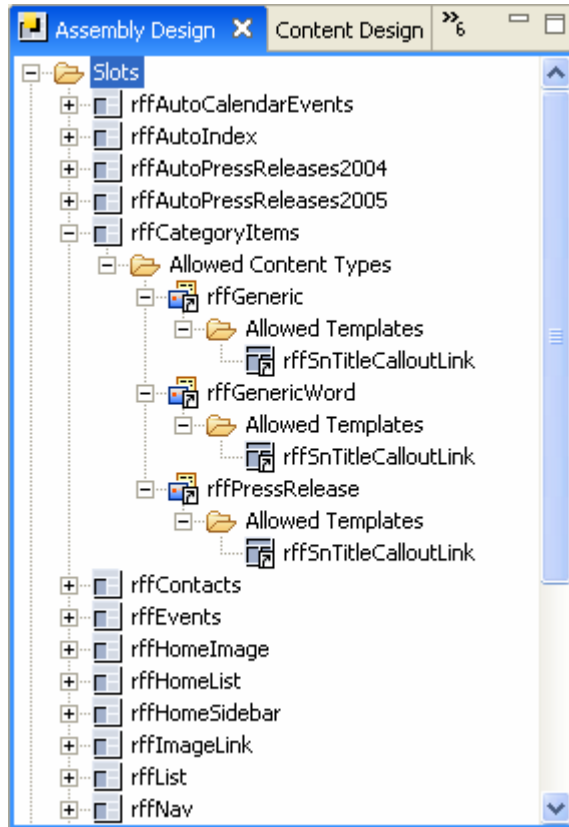 Assembly Design Content Design »6
Slots
rffAutoCalendarEvents
rffAutoIndex
rffAutoPressReleases2004
rffAutoPressReleases2005
rffCategoryItems
Allowed Content Types
rffGeneric
Allowed Templates
rffSnTitleCalloutLink
rffGenericWord
Allowed Templates
rffSnTitleCalloutLink
rffPressRelease
Allowed Templates
rffSnTitleCalloutLink
rffContacts
rffEvents
rffHomeImage
rffHomeList
rffHomeSidebar
rffImageLink
rffList
rffNav